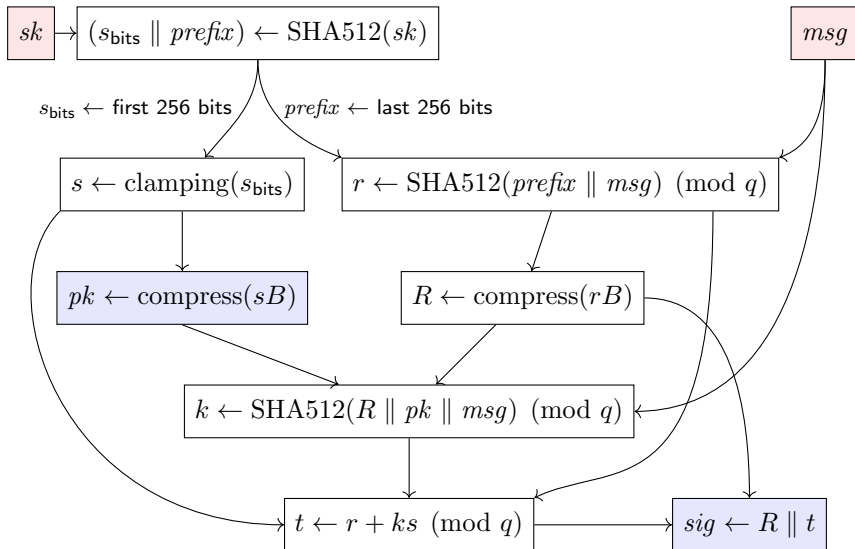 sk
(s_bits ∥ prefix) ← SHA512(sk)
msg
s_bits ← first 256 bits
prefix ← last 256 bits
s ← clamping(s_bits)
r ← SHA512(prefix ∥ msg) (mod q)
pk ← compress(sB)
R ← compress(rB)
k ← SHA512(R ∥ pk ∥ msg) (mod q)
t ← r + ks (mod q)
sig ← R ∥ t